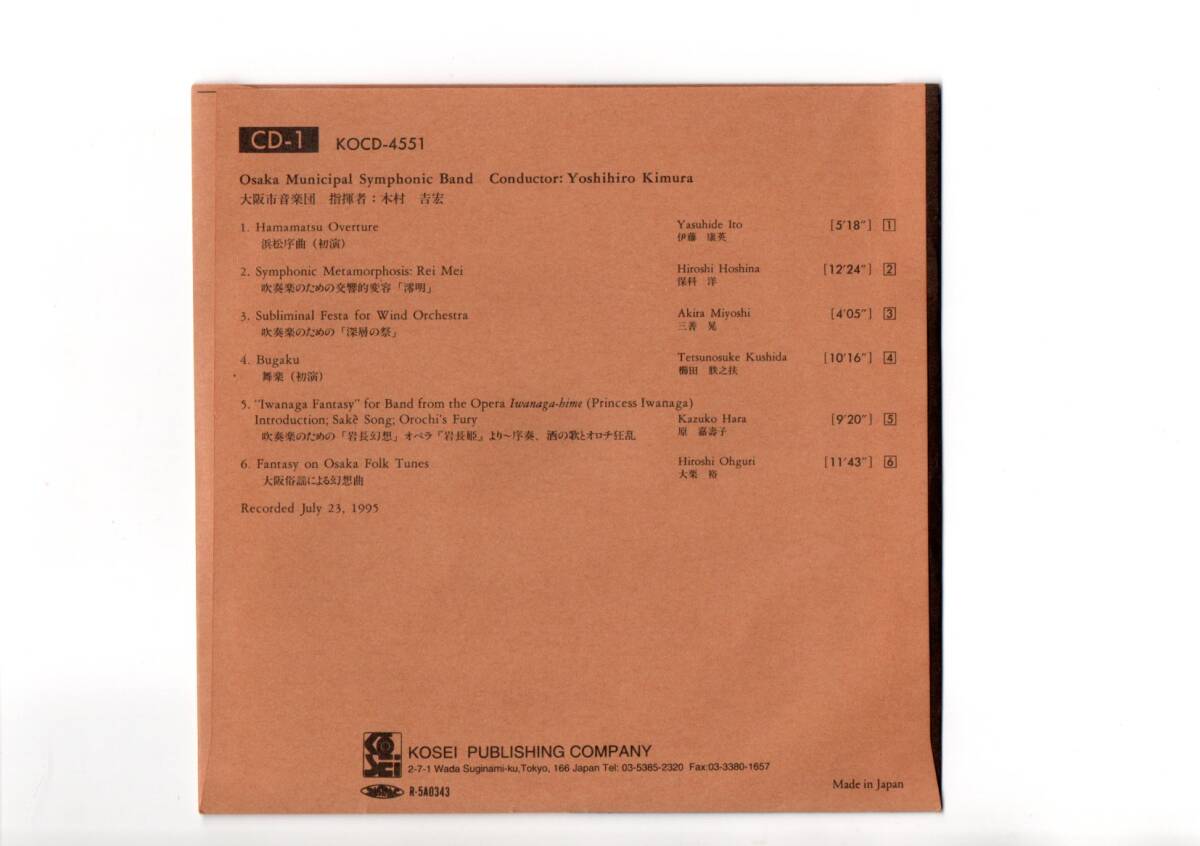 CD-1 KOCD-4551
Osaka Municipal Symphonic Band Conductor: Yoshihiro Kimura
大阪市音楽団 指揮者：木村 吉宏
1. Hamamatsu Overture Yasuhide Ito [5'18"] 1
浜松序曲（初演） 伊藤 康英
2. Symphonic Metamorphosis: Rei Mei Hiroshi Hoshina [12'24"] 2
吹奏楽のための交響的変容「澪明」 保科 洋
3. Subliminal Festa for Wind Orchestra Akira Miyoshi [4'05"] 3
吹奏楽のための「深層の祭」 三善 晃
4. Bugaku Tetsunosuke Kushida [10'16"] 4
舞楽（初演） 櫛田 胅之扶
5. "Iwanaga Fantasy" for Band from the Opera Iwanaga-hime (Princess Iwanaga)
Introduction; Sakè Song; Orochi's Fury Kazuko Hara [9'20"] 5
吹奏楽のための「岩長幻想」オペラ『岩長姫』より〜序奏、酒の歌とオロチ狂乱 原 嘉壽子
6. Fantasy on Osaka Folk Tunes Hiroshi Ohguri [11'43"] 6
大阪俗謡による幻想曲 大栗 裕
Recorded July 23, 1995
KOSEI KOSEI PUBLISHING COMPANY
2-7-1 Wada Suginami-ku, Tokyo, 166 Japan Tel: 03-5385-2320 Fax:03-3380-1657
R-5A0343
Made in Japan